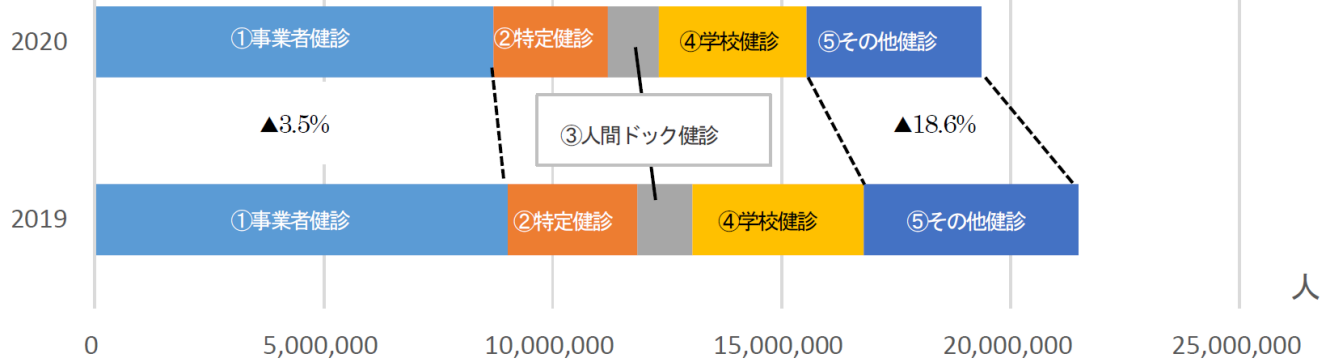 2020 ①事業者健診 ②特定健診 ④学校健診 ⑤その他健診
▲3.5% ③人間ドック健診 ▲18.6%
2019 ①事業者健診 ②特定健診 ④学校健診 ⑤その他健診
人
0 5,000,000 10,000,000 15,000,000 20,000,000 25,000,000